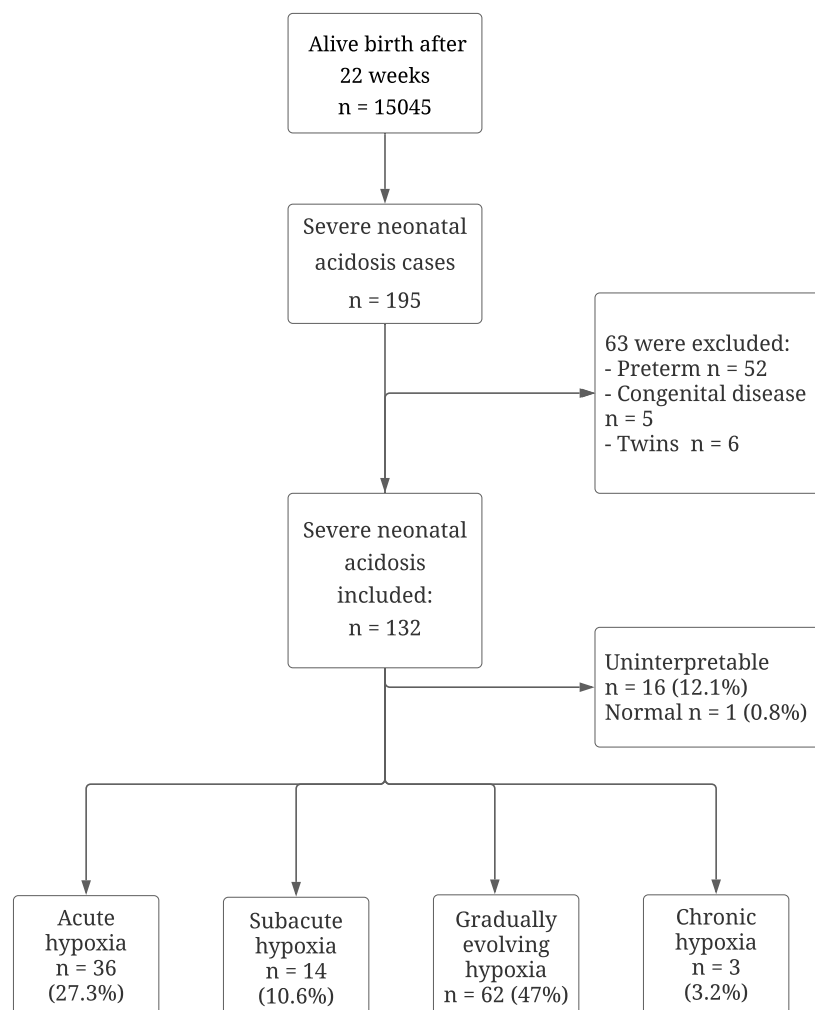 Alive birth after
22 weeks
n = 15045
Severe neonatal
acidosis cases
n = 195
63 were excluded:
- Preterm n = 52
- Congenital disease
n = 5
- Twins  n = 6
Severe neonatal
acidosis
included:
n = 132
Uninterpretable
n = 16 (12.1%)
Normal n = 1 (0.8%)
Acute
hypoxia
n = 36
(27.3%)
Subacute
hypoxia
n = 14
(10.6%)
Gradually
evolving
hypoxia
n = 62 (47%)
Chronic
hypoxia
n = 3
(3.2%)